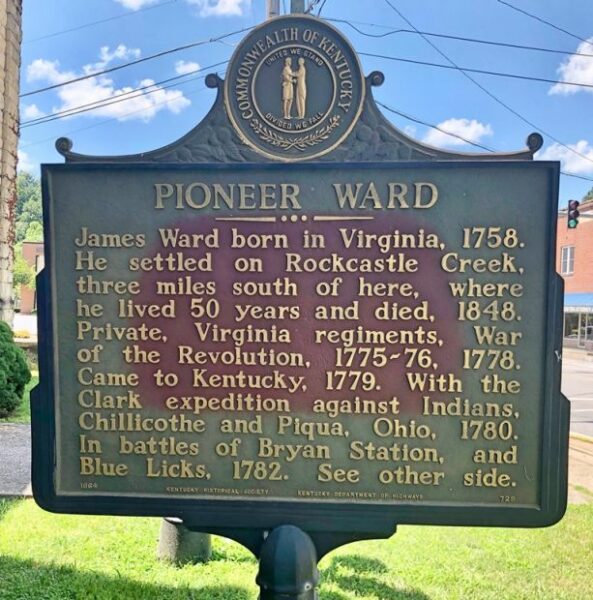 COMMONWEALTH OF KENTUCKY
UNITED WE STAND
DIVIDED WE FALL
PIONEER WARD
James Ward born in Virginia, 1758.
He settled on Rockcastle Creek,
three miles south of here, where
he lived 50 years and died, 1848.
Private, Virginia regiments, War
of the Revolution, 1775-76, 1778.
Came to Kentucky, 1779. With the
Clark expedition against Indians,
Chillicothe and Piqua, Ohio, 1780.
In battles of Bryan Station, and
Blue Licks, 1782. See other side.
1964 KENTUCKY HISTORICAL SOCIETY KENTUCKY DEPARTMENT OF HIGHWAYS 728